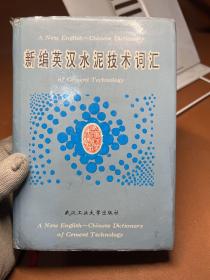 A New English—Chinese Dictionary
新编英汉水泥技术词汇
of Cement Technology
武汉工业大学出版社
A New English—Chinese Dictionary
of Cement Technology